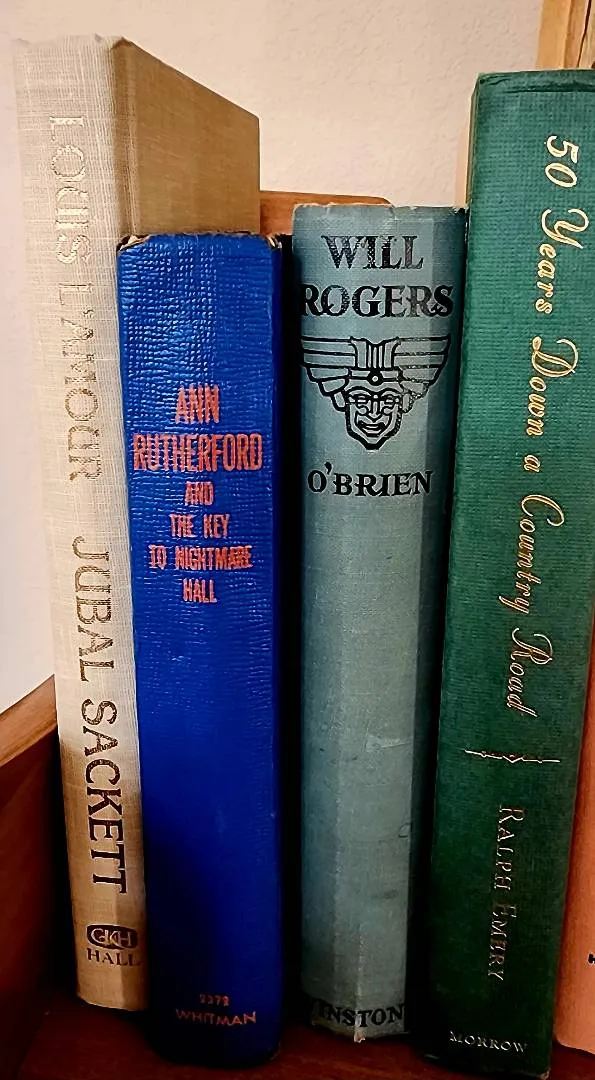 LOUIS L'AMOUR JUBAL SACKETT
GKH
HALL
ANN
RUTHERFORD
AND
THE KEY
TO NIGHTMARE
HALL
2372
WHITMAN
WILL
ROGERS
O'BRIEN
WINSTON
50 Years Down a Country Road
RALPH EMERY
MORROW